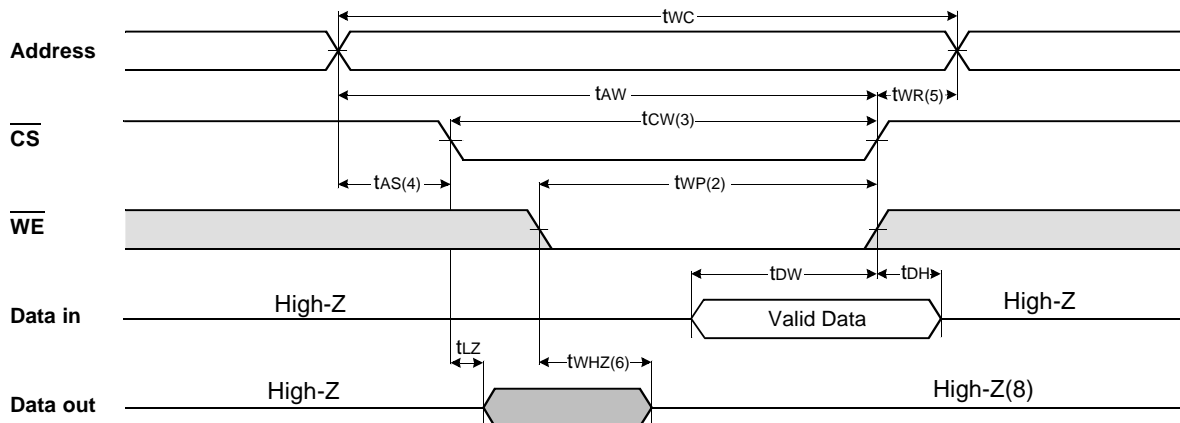 tWC
Address
tAW
tWR(5)
CS
tCW(3)
tAS(4)
tWP(2)
WE
tDW
tDH
High-Z
High-Z
Data in
Valid Data
tLZ
tWHZ(6)
High-Z
High-Z(8)
Data out